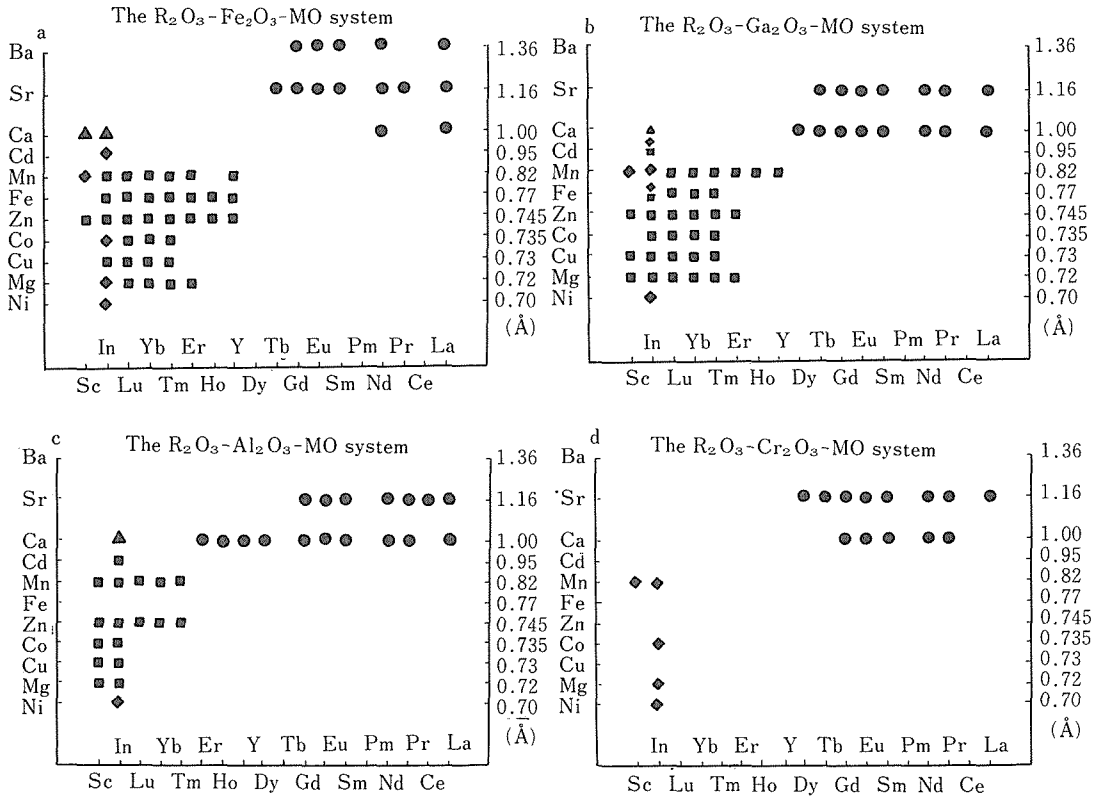 a
The R₂O₃-Fe₂O₃-MO system
Ba
Sr
Ca
Cd
Mn
Fe
Zn
Co
Cu
Mg
Ni
1.36
1.16
1.00
0.95
0.82
0.77
0.745
0.735
0.73
0.72
0.70
(Å)
In Yb Er Y Tb Eu Pm Pr La
Sc Lu Tm Ho Dy Gd Sm Nd Ce
b
The R₂O₃-Ga₂O₃-MO system
Ba
Sr
Ca
Cd
Mn
Fe
Zn
Co
Cu
Mg
Ni
1.36
1.16
1.00
0.95
0.82
0.77
0.745
0.735
0.73
0.72
0.70
(Å)
In Yb Er Y Tb Eu Pm Pr La
Sc Lu Tm Ho Dy Gd Sm Nd Ce
c
The R₂O₃-Al₂O₃-MO system
Ba
Sr
Ca
Cd
Mn
Fe
Zn
Co
Cu
Mg
Ni
1.36
1.16
1.00
0.95
0.82
0.77
0.745
0.735
0.73
0.72
0.70
(Å)
In Yb Er Y Tb Eu Pm Pr La
Sc Lu Tm Ho Dy Gd Sm Nd Ce
d
The R₂O₃-Cr₂O₃-MO system
Ba
Sr
Ca
Cd
Mn
Fe
Zn
Co
Cu
Mg
Ni
1.36
1.16
1.00
0.95
0.82
0.77
0.745
0.735
0.73
0.72
0.70
(Å)
In Yb Er Y Tb Eu Pm Pr La
Sc Lu Tm Ho Dy Gd Sm Nd Ce